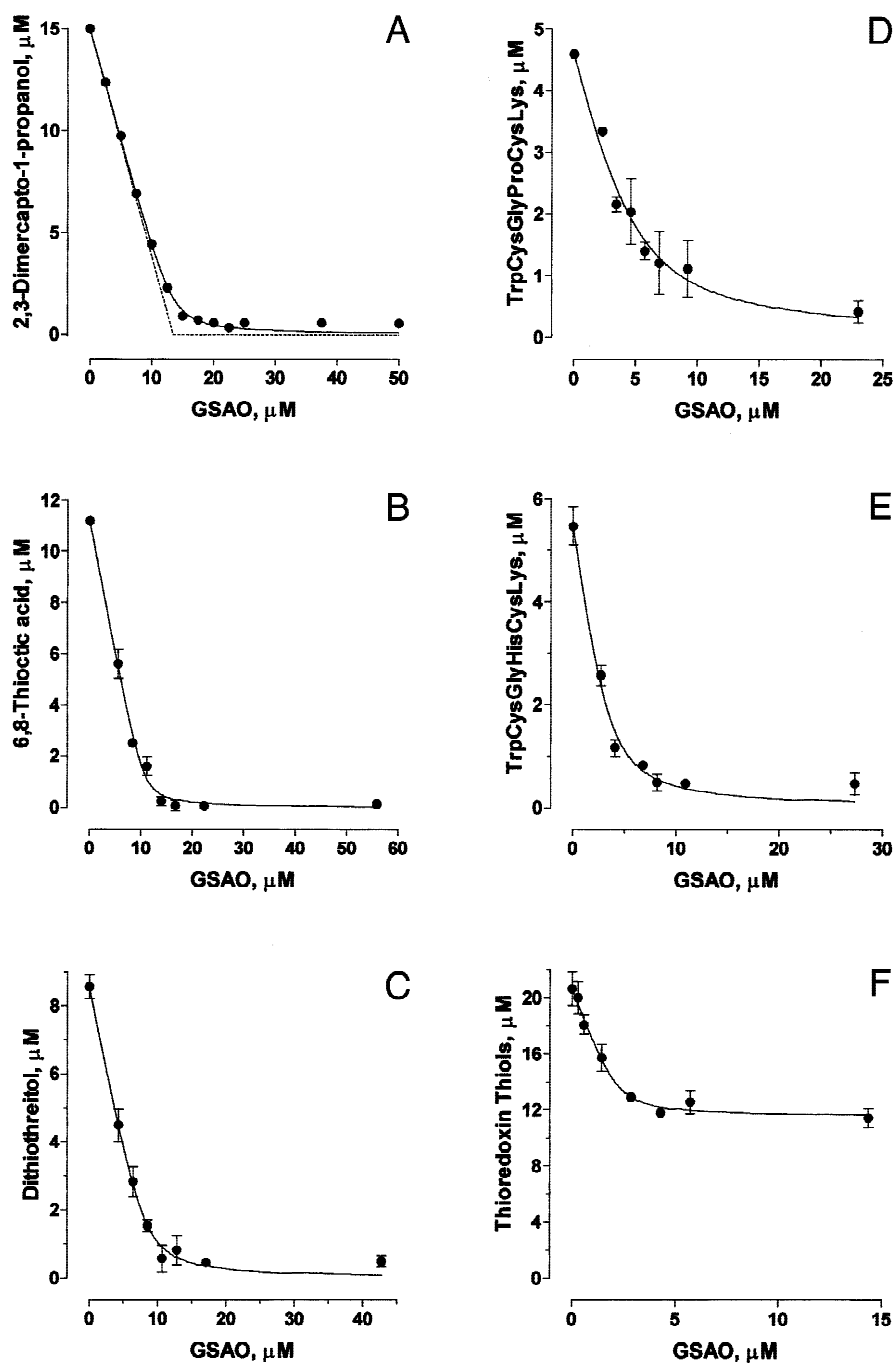 A
2,3-Dimercapto-1-propanol, μM
15
10
5
0
0 10 20 30 40 50
GSAO, μM
D
TrpCysGlyProCysLys, μM
5
4
3
2
1
0
0 5 10 15 20 25
GSAO, μM
B
6,8-Thioctic acid, μM
12
10
8
6
4
2
0
0 10 20 30 40 50 60
GSAO, μM
E
TrpCysGlyHisCysLys, μM
6
4
2
0
0 10 20 30
GSAO, μM
C
Dithiothreitol, μM
8
6
4
2
0
0 10 20 30 40
GSAO, μM
F
Thioredoxin Thiols, μM
20
16
12
8
4
0
0 5 10 15
GSAO, μM